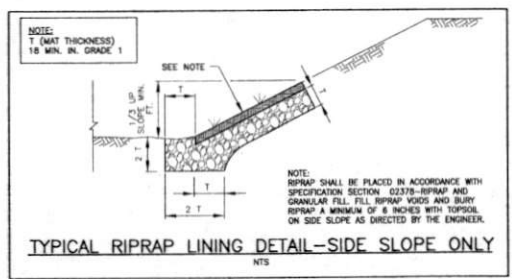 NOTE:
T (MAT THICKNESS)
18 MIN. IN. GRADE 1
SEE NOTE
T
T
1/3 UP
SLOPE MIN.
FT.
2 T
T
2 T
NOTE:
RIPRAP SHALL BE PLACED IN ACCORDANCE WITH
SPECIFICATION SECTION 02378-RIPRAP AND
GRANULAR FILL. FILL RIPRAP VOIDS AND BURY
RIPRAP A MINIMUM OF 6 INCHES WITH TOPSOIL
ON SIDE SLOPE AS DIRECTED BY THE ENGINEER.
TYPICAL RIPRAP LINING DETAIL-SIDE SLOPE ONLY
NTS